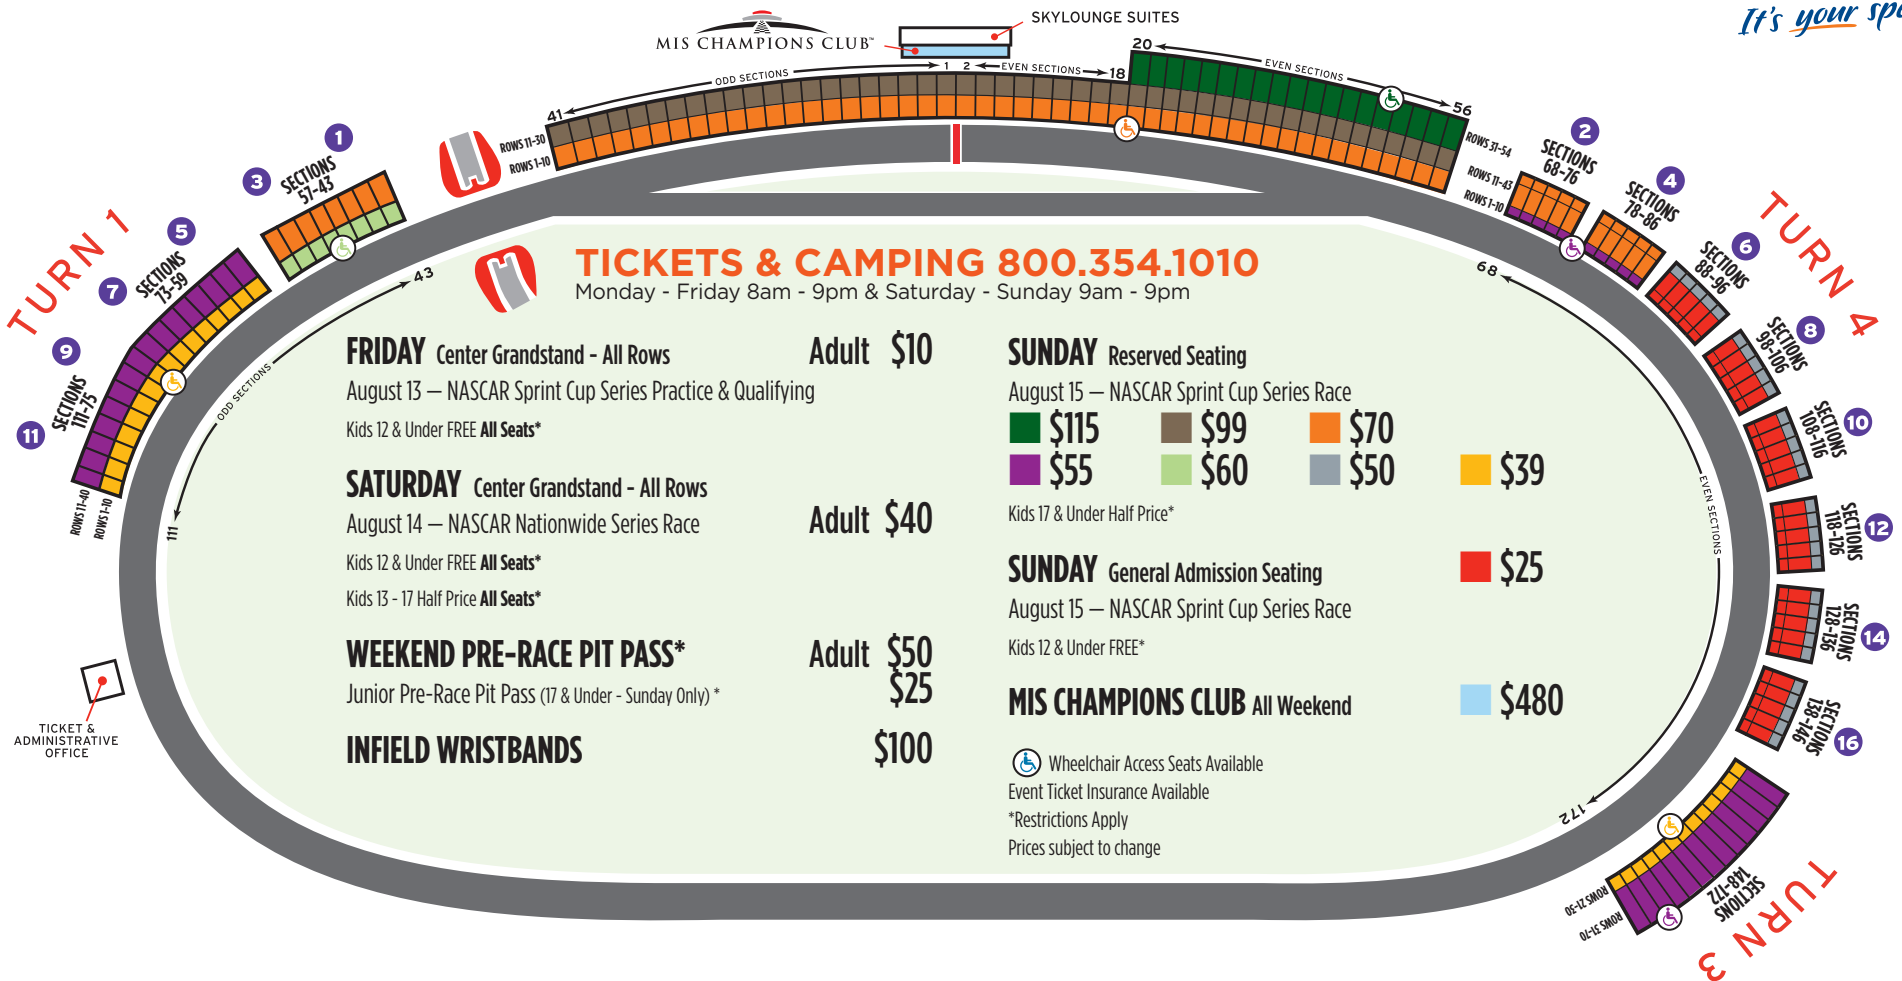 It's your
SKYLOUNGE SUITES
MIS CHAMPIONS CLUB™
ODD SECTIONS
1 2
EVEN SECTIONS
18
20
EVEN SECTIONS
56
41
ROWS 11-30
ROWS 1-10
ROWS 31-54
ROWS 11-43
ROWS 1-10
1
3
SECTIONS
57-43
5
7
SECTIONS
73-59
9
11
SECTIONS
111-75
TURN 1
ROWS 11-40
ROWS 1-10
43
ODD SECTIONS
111
2
SECTIONS
68-76
4
SECTIONS
78-86
6
SECTIONS
88-96
8
SECTIONS
98-106
10
SECTIONS
108-116
12
SECTIONS
118-126
14
SECTIONS
128-136
16
SECTIONS
138-146
TURN 4
68
EVEN SECTIONS
172
SECTIONS
148-172
ROWS 21-30
ROWS 31-70
TURN 3
TICKET &
ADMINISTRATIVE
OFFICE
TICKETS & CAMPING 800.354.1010
Monday - Friday 8am - 9pm & Saturday - Sunday 9am - 9pm
FRIDAY Center Grandstand - All Rows Adult $10
August 13 — NASCAR Sprint Cup Series Practice & Qualifying
Kids 12 & Under FREE All Seats*
SATURDAY Center Grandstand - All Rows
August 14 — NASCAR Nationwide Series Race Adult $40
Kids 12 & Under FREE All Seats*
Kids 13 - 17 Half Price All Seats*
WEEKEND PRE-RACE PIT PASS* Adult $50
Junior Pre-Race Pit Pass (17 & Under - Sunday Only) * $25
INFIELD WRISTBANDS $100
SUNDAY Reserved Seating
August 15 — NASCAR Sprint Cup Series Race
$115 $99 $70
$55 $60 $50 $39
Kids 17 & Under Half Price*
SUNDAY General Admission Seating $25
August 15 — NASCAR Sprint Cup Series Race
Kids 12 & Under FREE*
MIS CHAMPIONS CLUB All Weekend $480
Wheelchair Access Seats Available
Event Ticket Insurance Available
*Restrictions Apply
Prices subject to change